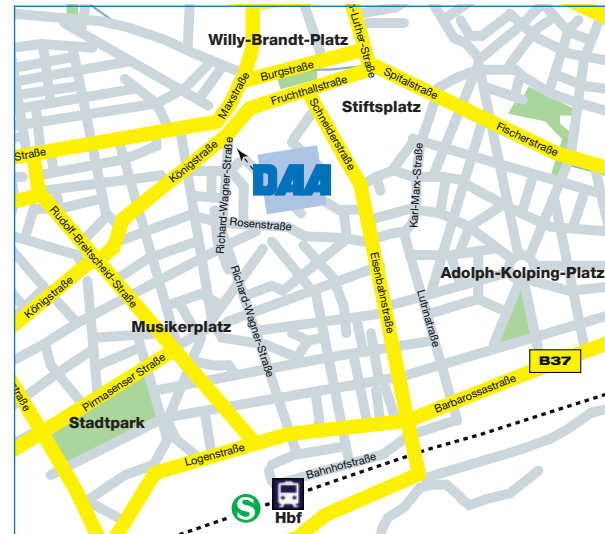 Willy-Brandt-Platz
-Luther-Straße
Burgstraße
Maxstraße
Fruchthallstraße
Spitalstraße
Stiftsplatz
Schneiderstraße
Fischerstraße
Straße
Königstraße
Richard-Wagner-Straße
DAA
Karl-Marx-Straße
Rudolf-Breitscheid-Straße
Rosenstraße
Eisenbahnstraße
Adolph-Kolping-Platz
Königstraße
Richard-Wagner-Straße
Lutrinastraße
Musikerplatz
B37
Pirmasenser Straße
Barbarossastraße
Stadtpark
Logenstraße
Bahnhofstraße
S
Hbf